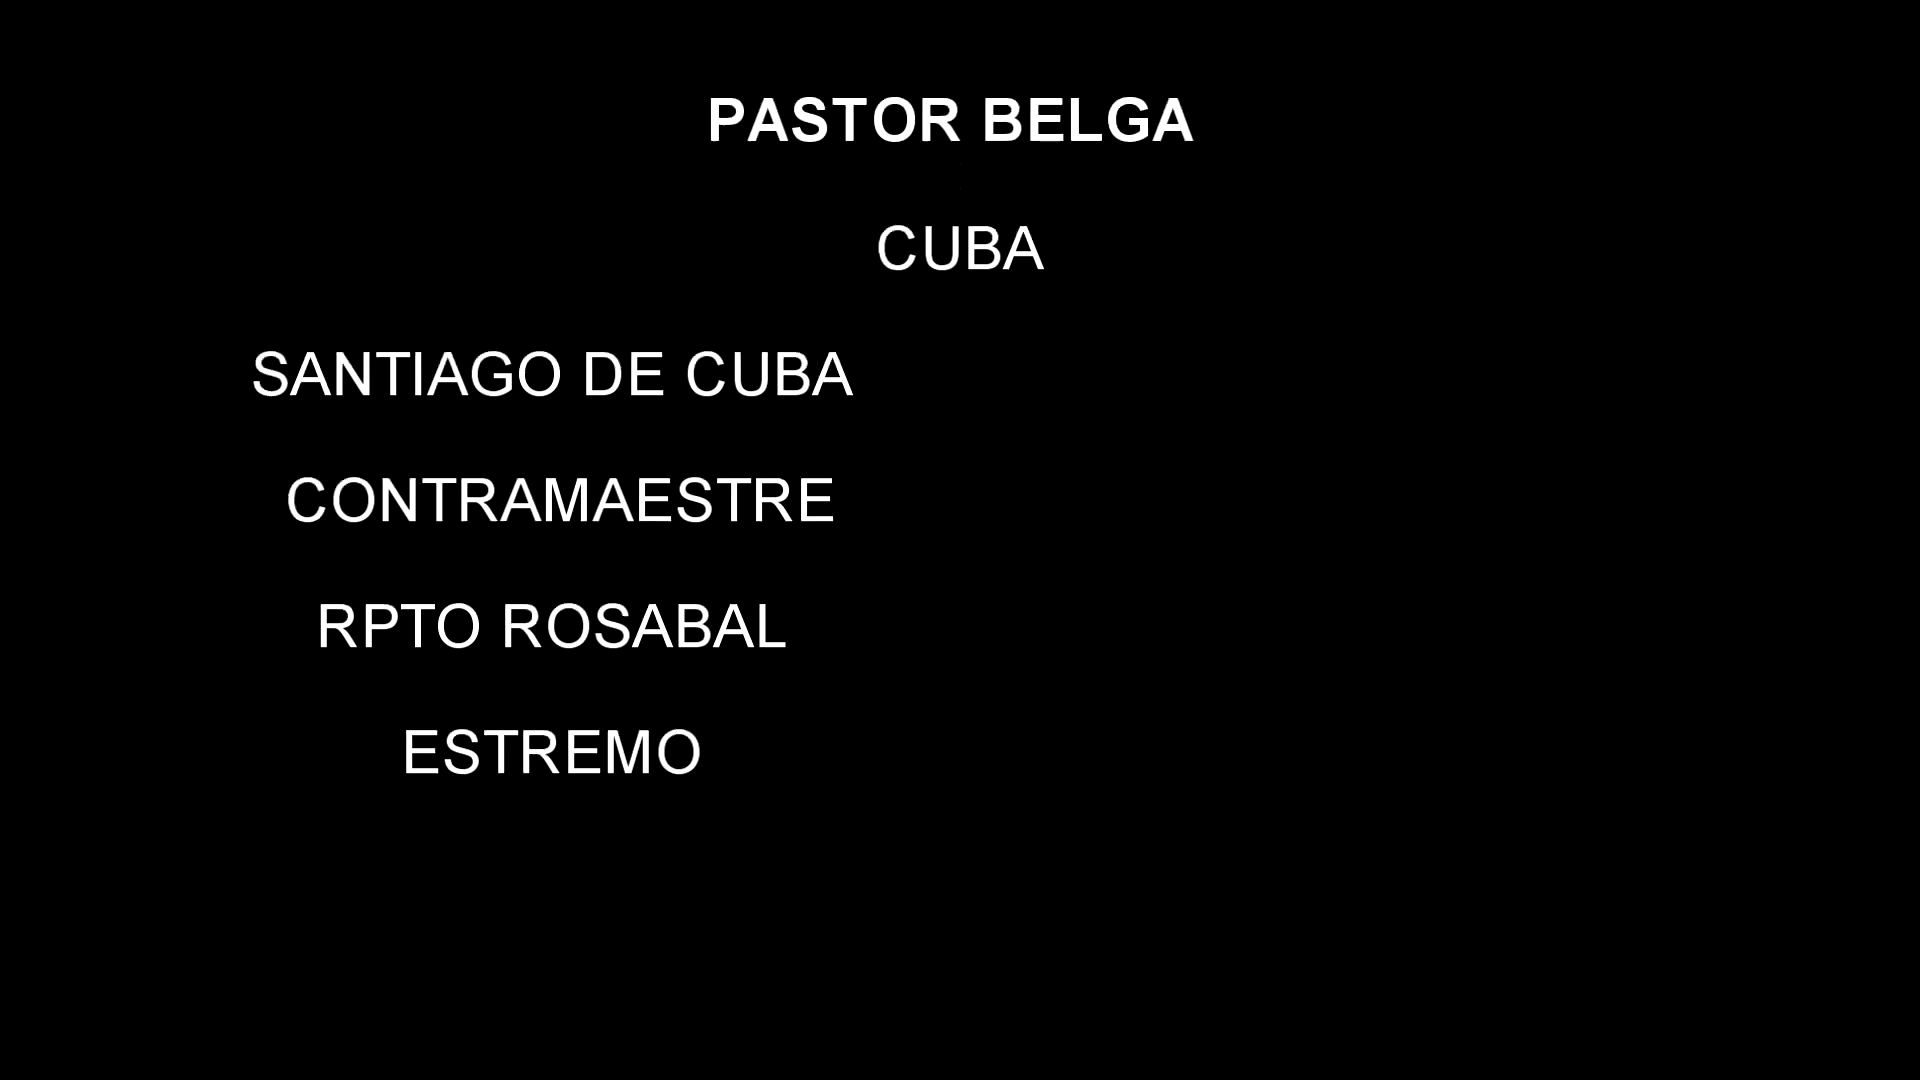 PASTOR BELGA
CUBA
SANTIAGO DE CUBA
CONTRAMAESTRE
RPTO ROSABAL
ESTREMO